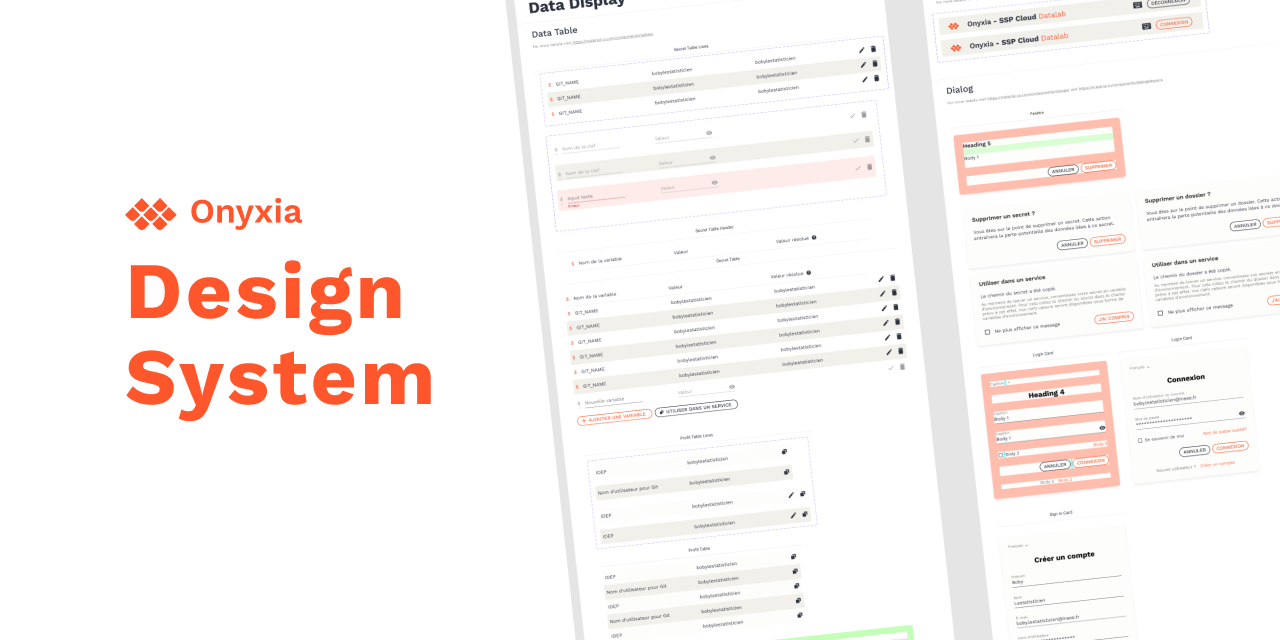 Onyxia
Design
System
Data Display
Data Table
Secret Table Lines
$ GIT_NAME bobylestatisticien bobylestatisticien
$ GIT_NAME bobylestatisticien bobylestatisticien
$ GIT_NAME bobylestatisticien bobylestatisticien
$ Nom de la clef Valeur
$ Nom de la clef Valeur
$ Input texte Valeur
Secret Table Header
$ Nom de la variable Valeur Valeur résolue
Secret Table
$ Nom de la variable Valeur Valeur résolue
$ GIT_NAME bobylestatisticien bobylestatisticien
$ GIT_NAME bobylestatisticien bobylestatisticien
$ GIT_NAME bobylestatisticien bobylestatisticien
$ GIT_NAME bobylestatisticien bobylestatisticien
$ GIT_NAME bobylestatisticien bobylestatisticien
$ GIT_NAME bobylestatisticien bobylestatisticien
$ Nouvelle variable Valeur
+ AJOUTER UNE VARIABLE UTILISER DANS UN SERVICE
Profil Table Lines
IDEP bobylestatisticien
Nom d'utilisateur pour Git bobylestatisticien
IDEP bobylestatisticien
IDEP bobylestatisticien
Profil Table
IDEP bobylestatisticien
Nom d'utilisateur pour Git bobylestatisticien
IDEP bobylestatisticien
Nom d'utilisateur pour Git bobylestatisticien
IDEP bobylestatisticien
Onyxia - SSP Cloud Datalab DÉCONNEXION
Onyxia - SSP Cloud Datalab CONNEXION
Dialog
Heading 5
Body 1
ANNULER SUPPRIMER
Supprimer un secret ?
Vous êtes sur le point de supprimer un secret. Cette action
entraînera la perte potentielle des données liées à ce secret.
ANNULER SUPPRIMER
Supprimer un dossier ?
Vous êtes sur le point de supprimer un dossier. Cette
entraînera la perte potentielle des données liées à ce
ANNULER
Utiliser dans un service
Le chemin du secret a été copié.
Ne plus afficher ce message
J'AI COMPRIS
Utiliser dans un service
Le chemin du dossier a été copié.
Ne plus afficher ce message
Login Card
Heading 4
Body 1
Body 1
Body 2
ANNULER CONNEXION
Body 2 Body 2
Login Card
Français
Connexion
bobylestatisticien@insee.fr
Mot de passe
Se souvenir de moi Mot de passe oublié?
ANNULER CONNEXION
Nouvel utilisateur ? Créer un compte
Sign In Card
Français
Créer un compte
Prénom
Boby
Nom
Lestatisticien
E-mail
bobylestatisticien@insee.fr